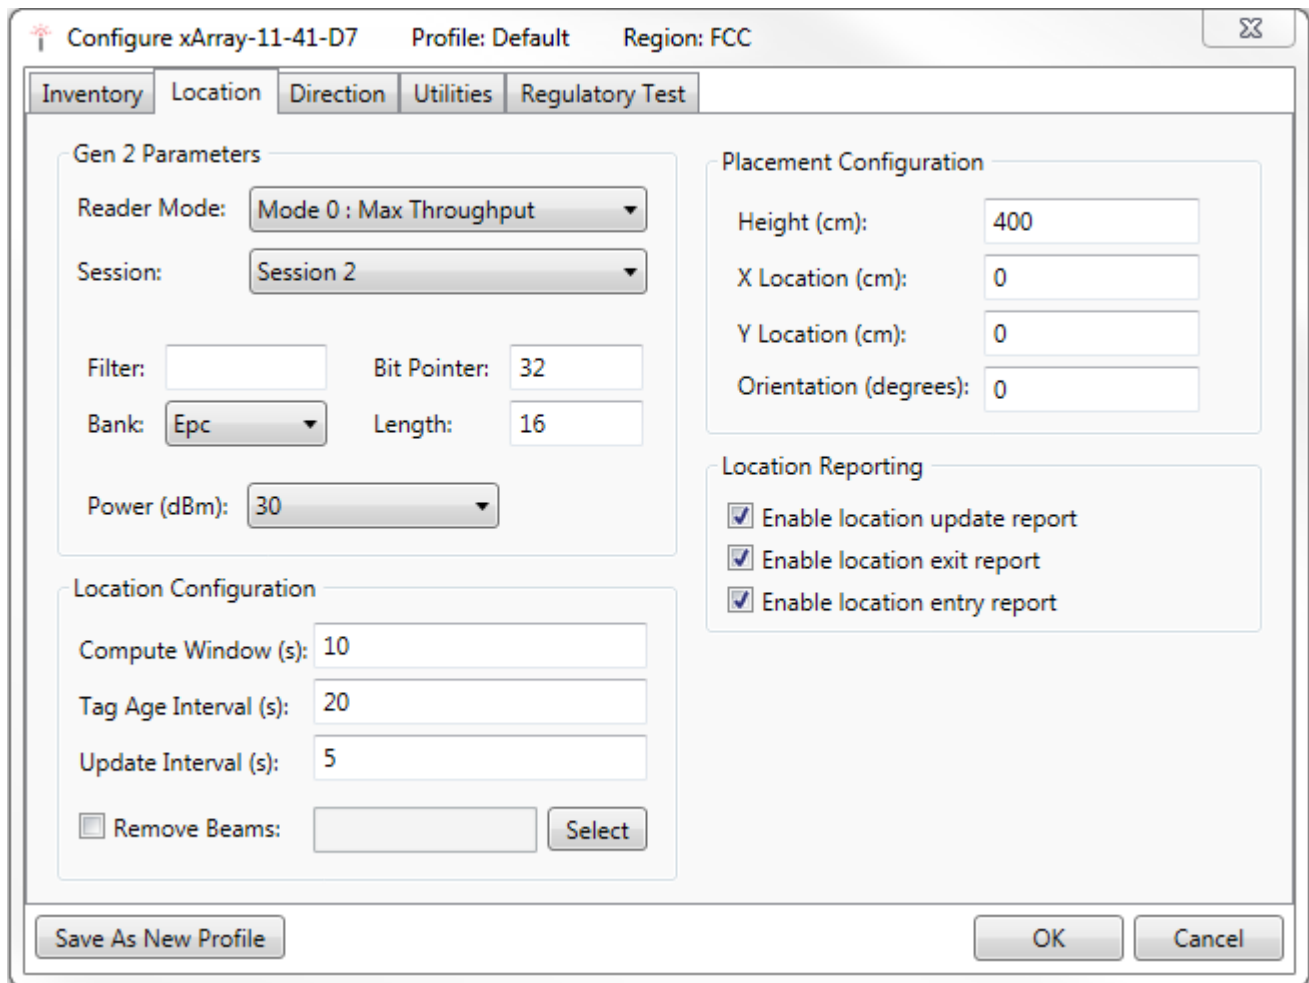 Configure xArray-11-41-D7 Profile: Default Region: FCC
Inventory Location Direction Utilities Regulatory Test
Gen 2 Parameters
Reader Mode: Mode 0 : Max Throughput
Session: Session 2
Filter: Bit Pointer: 32
Bank: Epc Length: 16
Power (dBm): 30
Location Configuration
Compute Window (s): 10
Tag Age Interval (s): 20
Update Interval (s): 5
Remove Beams: Select
Placement Configuration
Height (cm): 400
X Location (cm): 0
Y Location (cm): 0
Orientation (degrees): 0
Location Reporting
Enable location update report
Enable location exit report
Enable location entry report
Save As New Profile OK Cancel